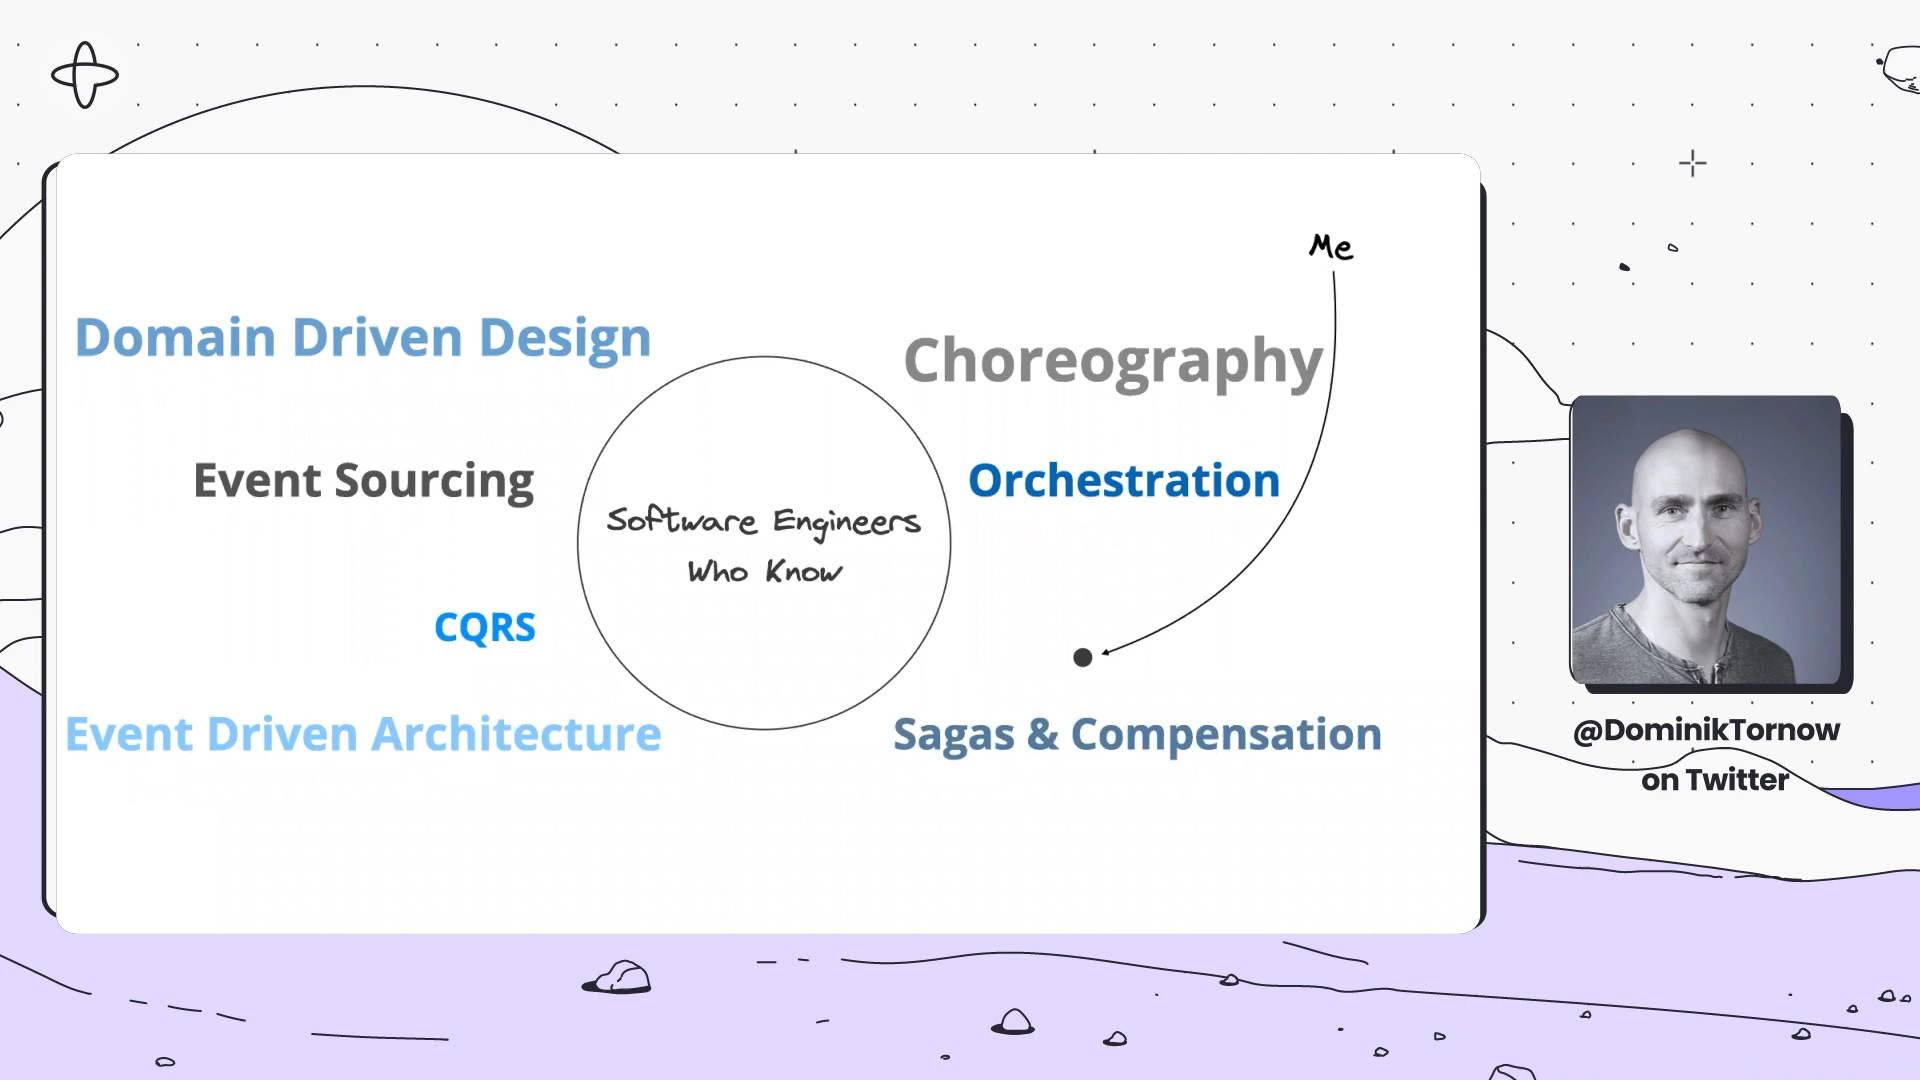 Me
Domain Driven Design
Choreography
Event Sourcing
Orchestration
Software Engineers
Who Know
CQRS
Event Driven Architecture
Sagas & Compensation
@DominikTornow
on Twitter